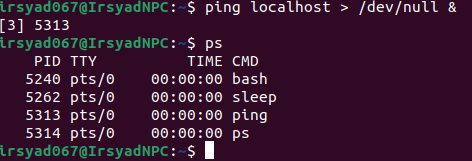 irsyad067@IrsyadNPC:~$ ping localhost > /dev/null &
[3] 5313
irsyad067@IrsyadNPC:~$ ps
    PID TTY          TIME CMD
   5240 pts/0    00:00:00 bash
   5262 pts/0    00:00:00 sleep
   5313 pts/0    00:00:00 ping
   5314 pts/0    00:00:00 ps
irsyad067@IrsyadNPC:~$